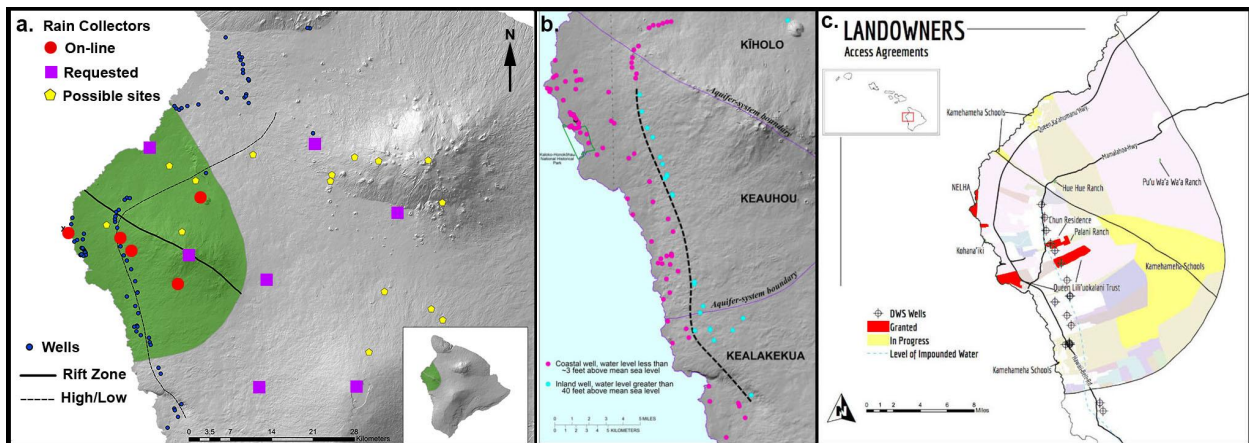 a.
Rain Collectors
On-line
Requested
Possible sites
N
Wells
Rift Zone
High/Low
0 3.5 7 14 21 28
Kilometers
b.
KĪHOLO
Aquifer-system boundary
Kaloko-Honokōhau
National Historical
Park
KEAUHOU
Aquifer-system boundary
KEALAKEKUA
Coastal well, water level less than
~3 feet above mean sea level
Inland well, water level greater than
40 feet above mean sea level
0 1 2 3 4 5 MILES
0 1 2 3 4 5 KILOMETERS
c.
LANDOWNERS
Access Agreements
Kamehameha Schools
Queen Ka'ahumanu Hwy
Mamalahoa Hwy
Pu'u Wa'a Wa'a Ranch
Hue Hue Ranch
NELHA
Chun Residence
Palani Ranch
Kohana'iki
Kamehameha Schools
Queen Lili'uokalani Trust
DWS Wells
Granted
In Progress
Level of Impounded Water
Kamehameha Schools
N
0 1 2 4 6 8
Miles